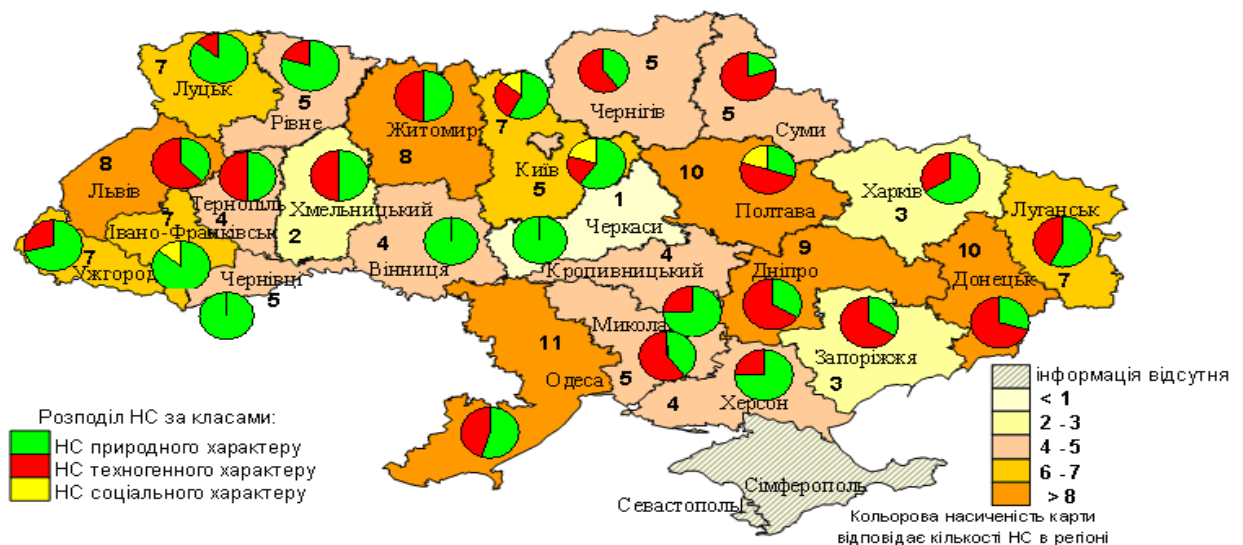 7
Луцьк
5
Рівне
Житомир
8
7
Київ
5
5
Чернігів
5
Суми
8
Львів
Тернопіль
4
Хмельницький
2
1
Черкаси
10
Полтава
Харків
3
Луганськ
7
7
Івано-Франківськ
7
Ужгород
Чернівці
5
4
Вінниця
4
Кропивницький
9
Дніпро
10
Донецьк
11
Одеса
Микола
5
4
Херсон
Запоріжжя
3
Сімферополь
Севастополь
Розподіл НС за класами:
НС природного характеру
НС техногенного характеру
НС соціального характеру
інформація відсутня
< 1
2 - 3
4 - 5
6 - 7
> 8
Кольорова насиченість карти
відповідає кількості НС в регіоні